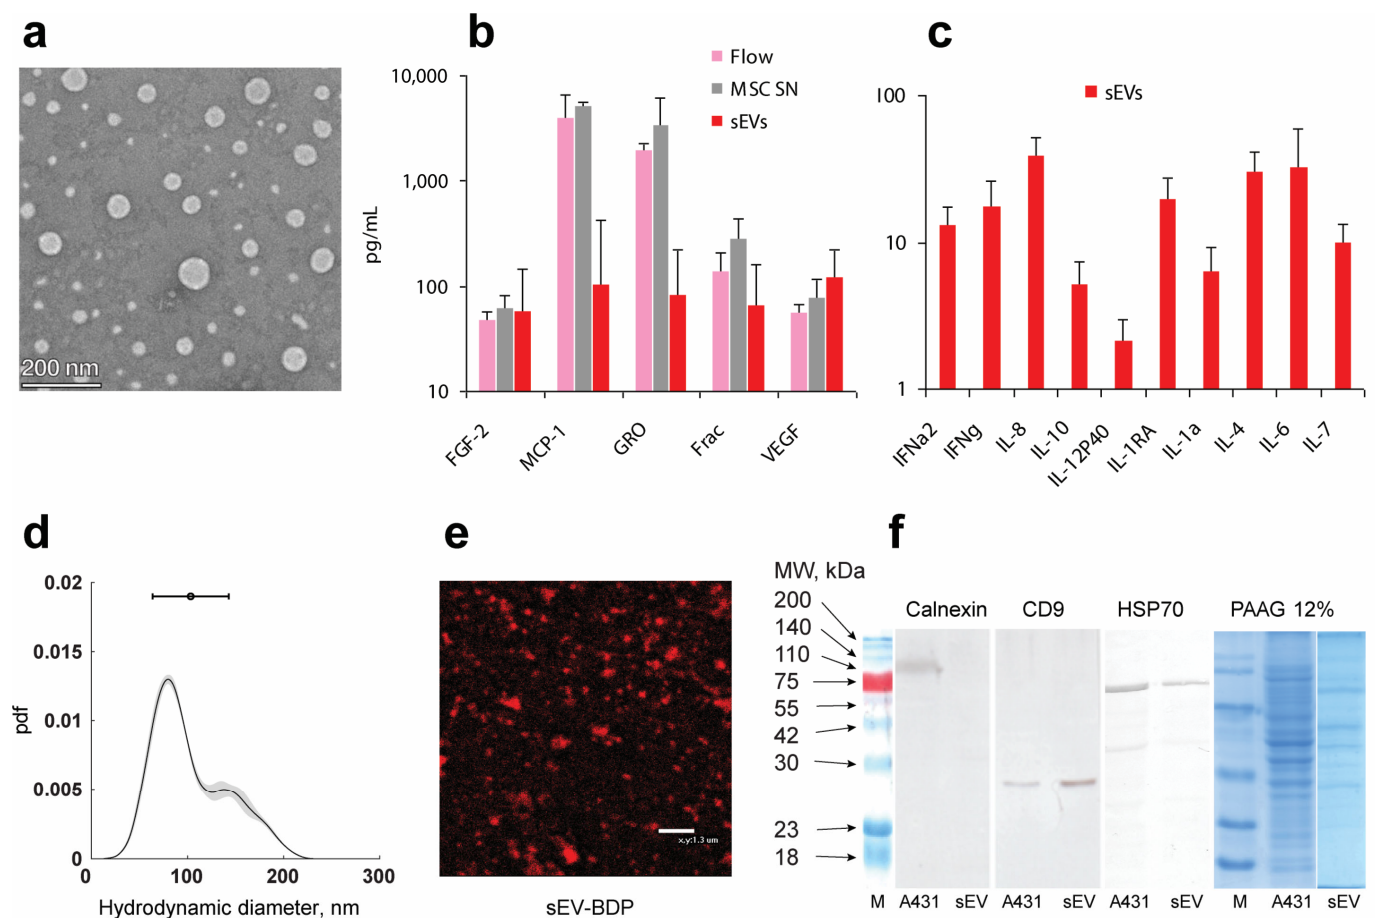 a
200 nm
b
Flow
MSC SN
sEVs
pg/mL
10,000
1,000
100
10
FGF-2
MCP-1
GRO
Frac
VEGF
c
sEVs
100
10
1
IFNa2
IFNg
IL-8
IL-10
IL-12P40
IL-1RA
IL-1a
IL-4
IL-6
IL-7
d
pdf
0.02
0.015
0.01
0.005
0
0
100
200
300
Hydrodynamic diameter, nm
e
x,y:1.3 um
sEV-BDP
f
MW, kDa
200
140
110
75
55
42
30
23
18
Calnexin
CD9
HSP70
PAAG 12%
M
A431
sEV
A431
sEV
A431
sEV
M
A431
sEV